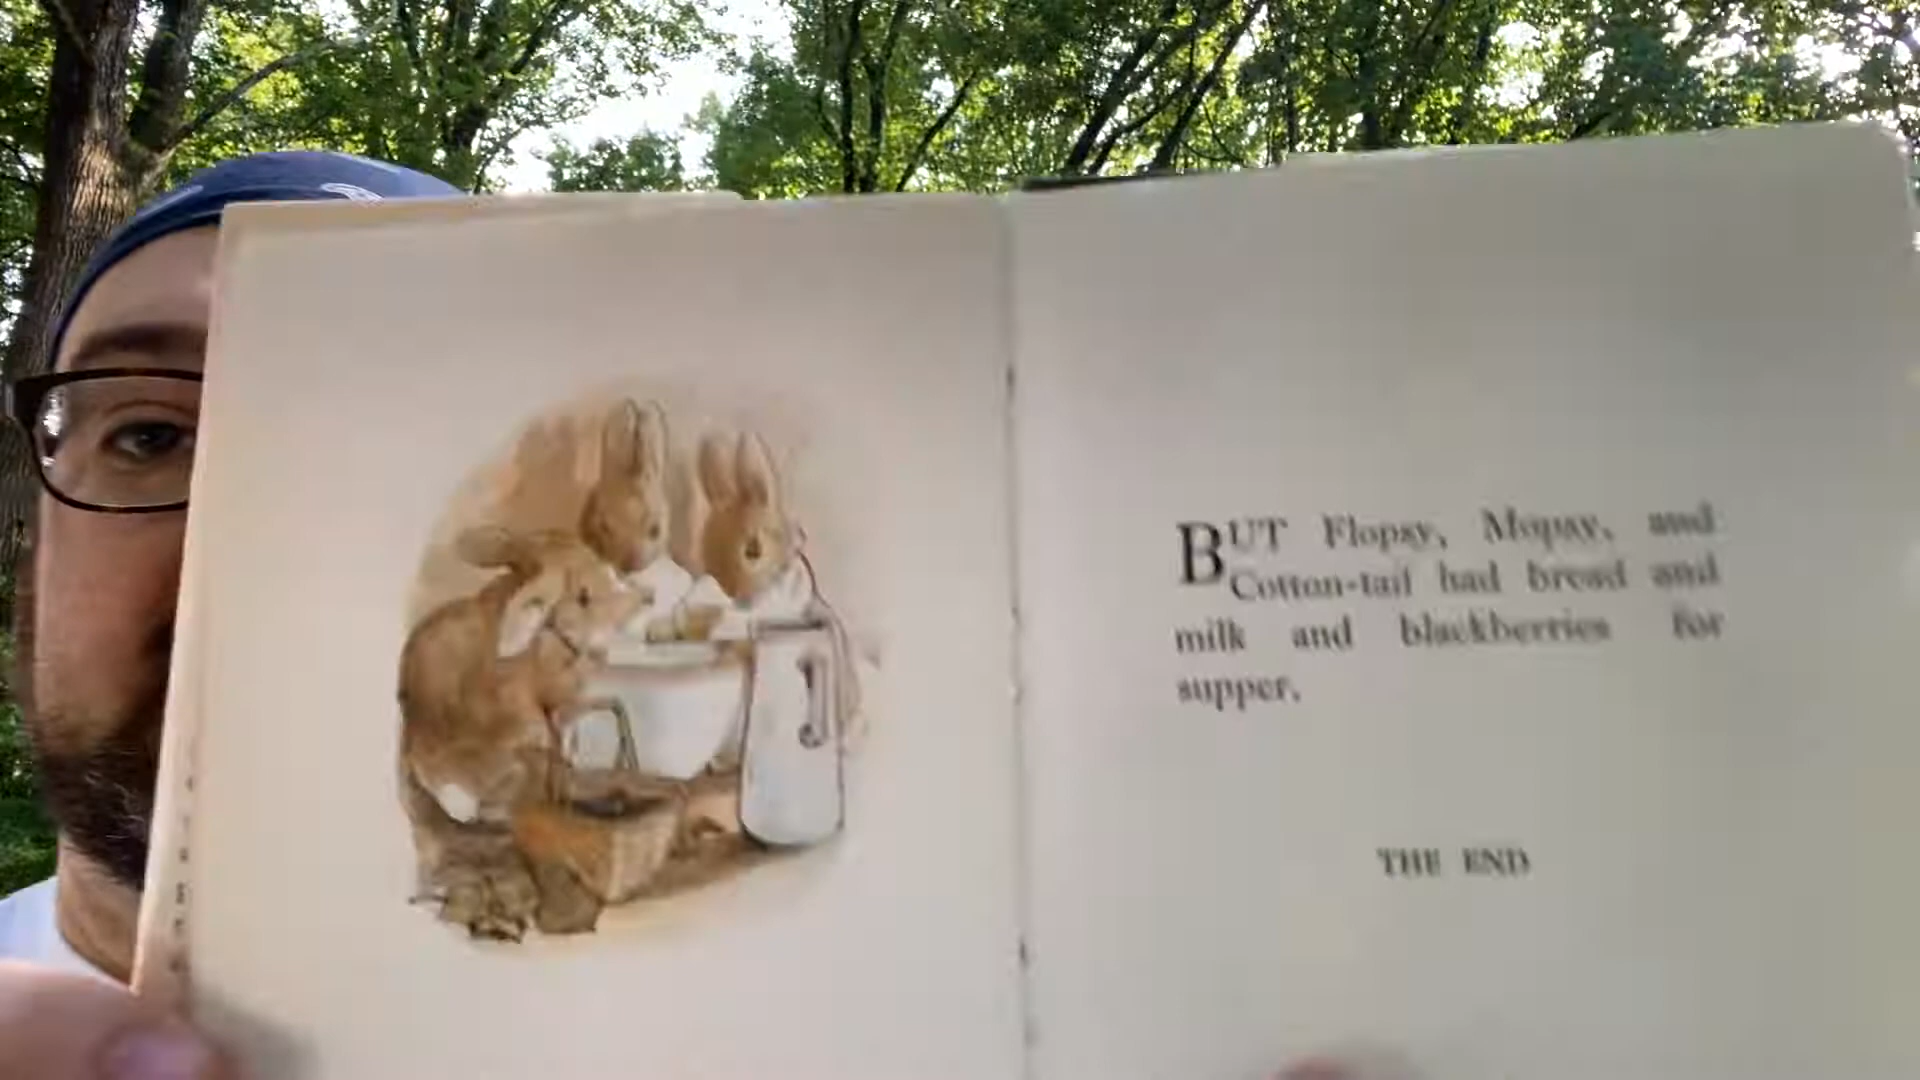 BUT Flopsy, Mopsy, and
Cotton-tail had bread and
milk and blackberries for
supper.
THE END